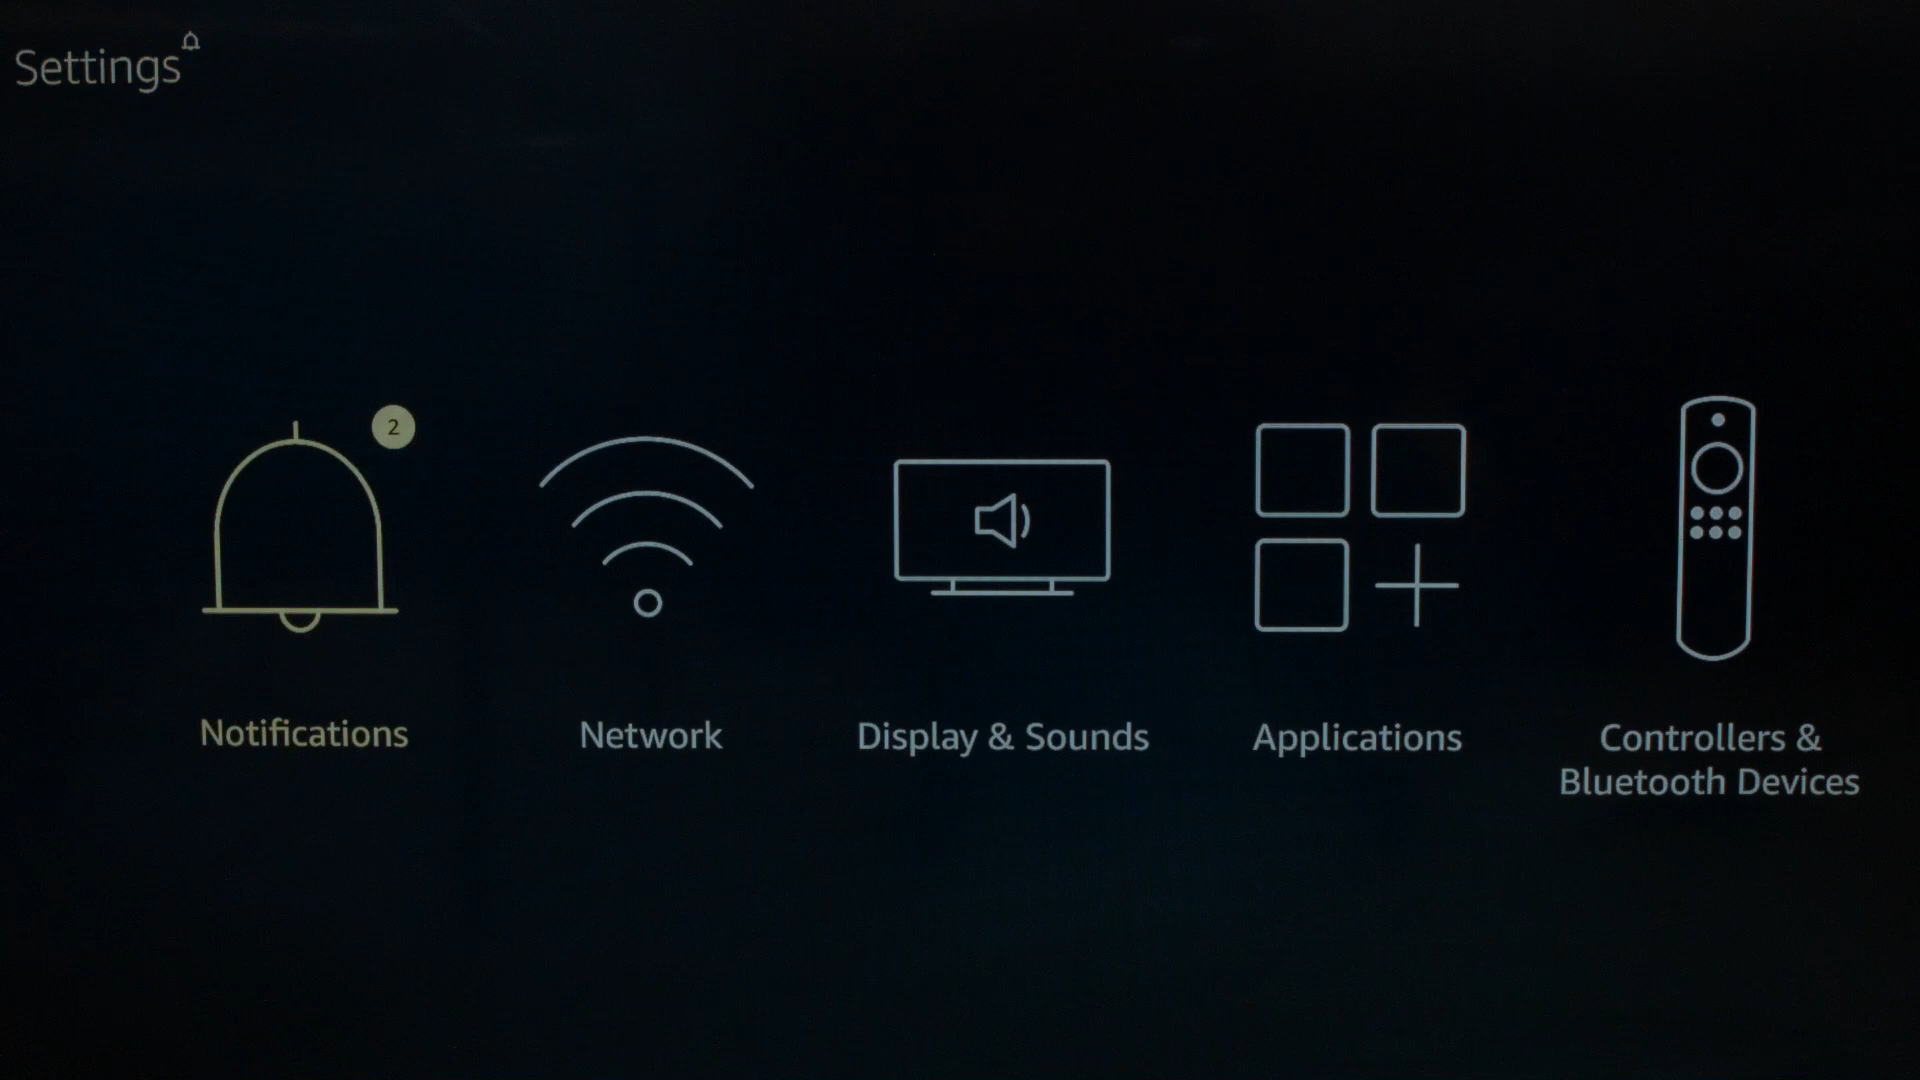 Settings
2
Notifications
Network
Display & Sounds
Applications
Controllers &
Bluetooth Devices